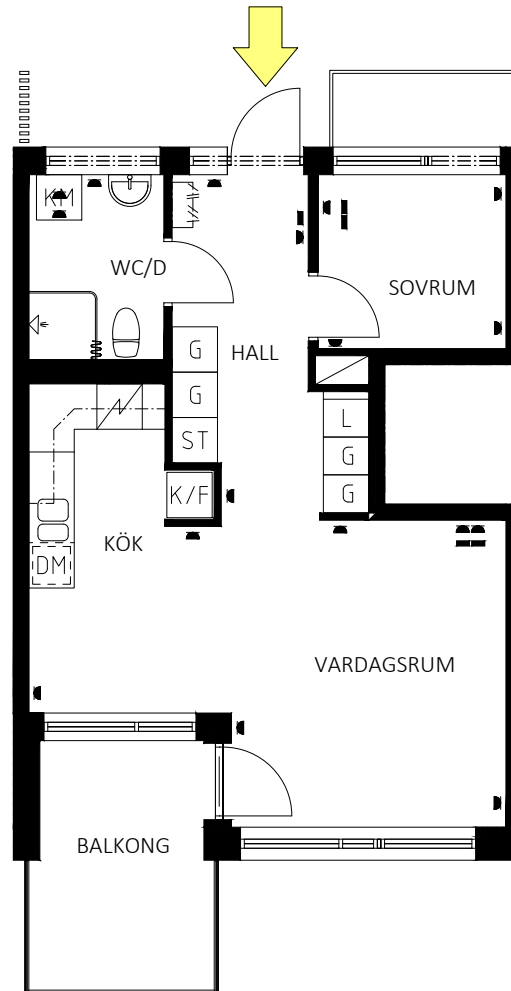 KM
WC/D
SOVRUM
G
HALL
G
L
ST
G
K/F
G
KÖK
DM
VARDAGSRUM
BALKONG